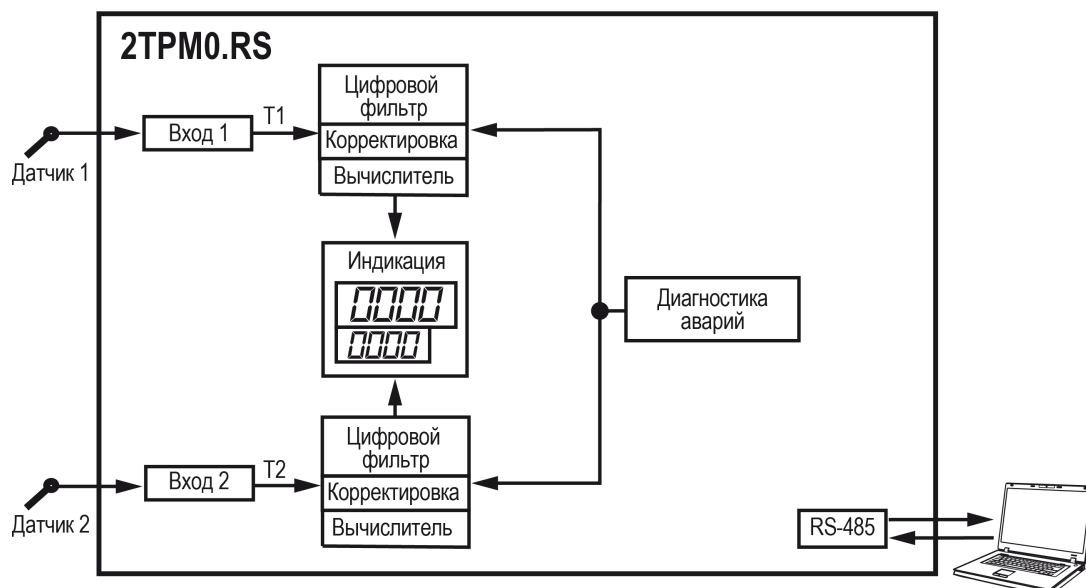 2ТРМ0.RS
Цифровой
фильтр
Корректировка
Вычислитель
Вход 1
T1
Датчик 1
Индикация
0000
0000
Диагностика
аварий
Цифровой
фильтр
Корректировка
Вычислитель
Вход 2
T2
Датчик 2
RS-485